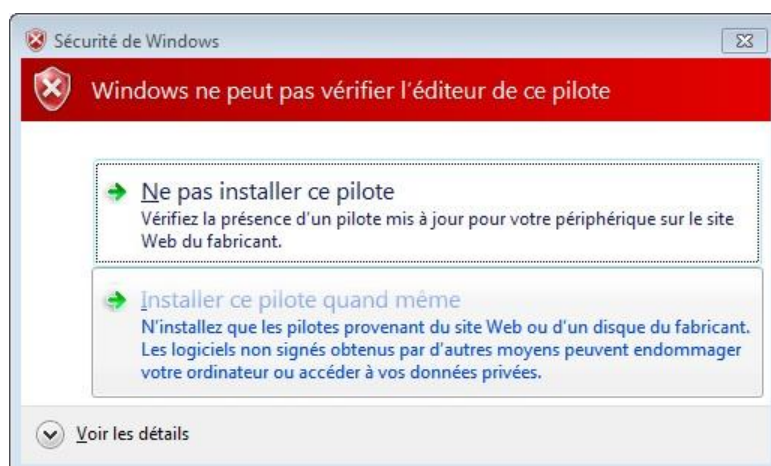 Sécurité de Windows
Windows ne peut pas vérifier l'éditeur de ce pilote
Ne pas installer ce pilote
Vérifiez la présence d'un pilote mis à jour pour votre périphérique sur le site
Web du fabricant.
Installer ce pilote quand même
N'installez que les pilotes provenant du site Web ou d'un disque du fabricant.
Les logiciels non signés obtenus par d'autres moyens peuvent endommager
votre ordinateur ou accéder à vos données privées.
Voir les détails